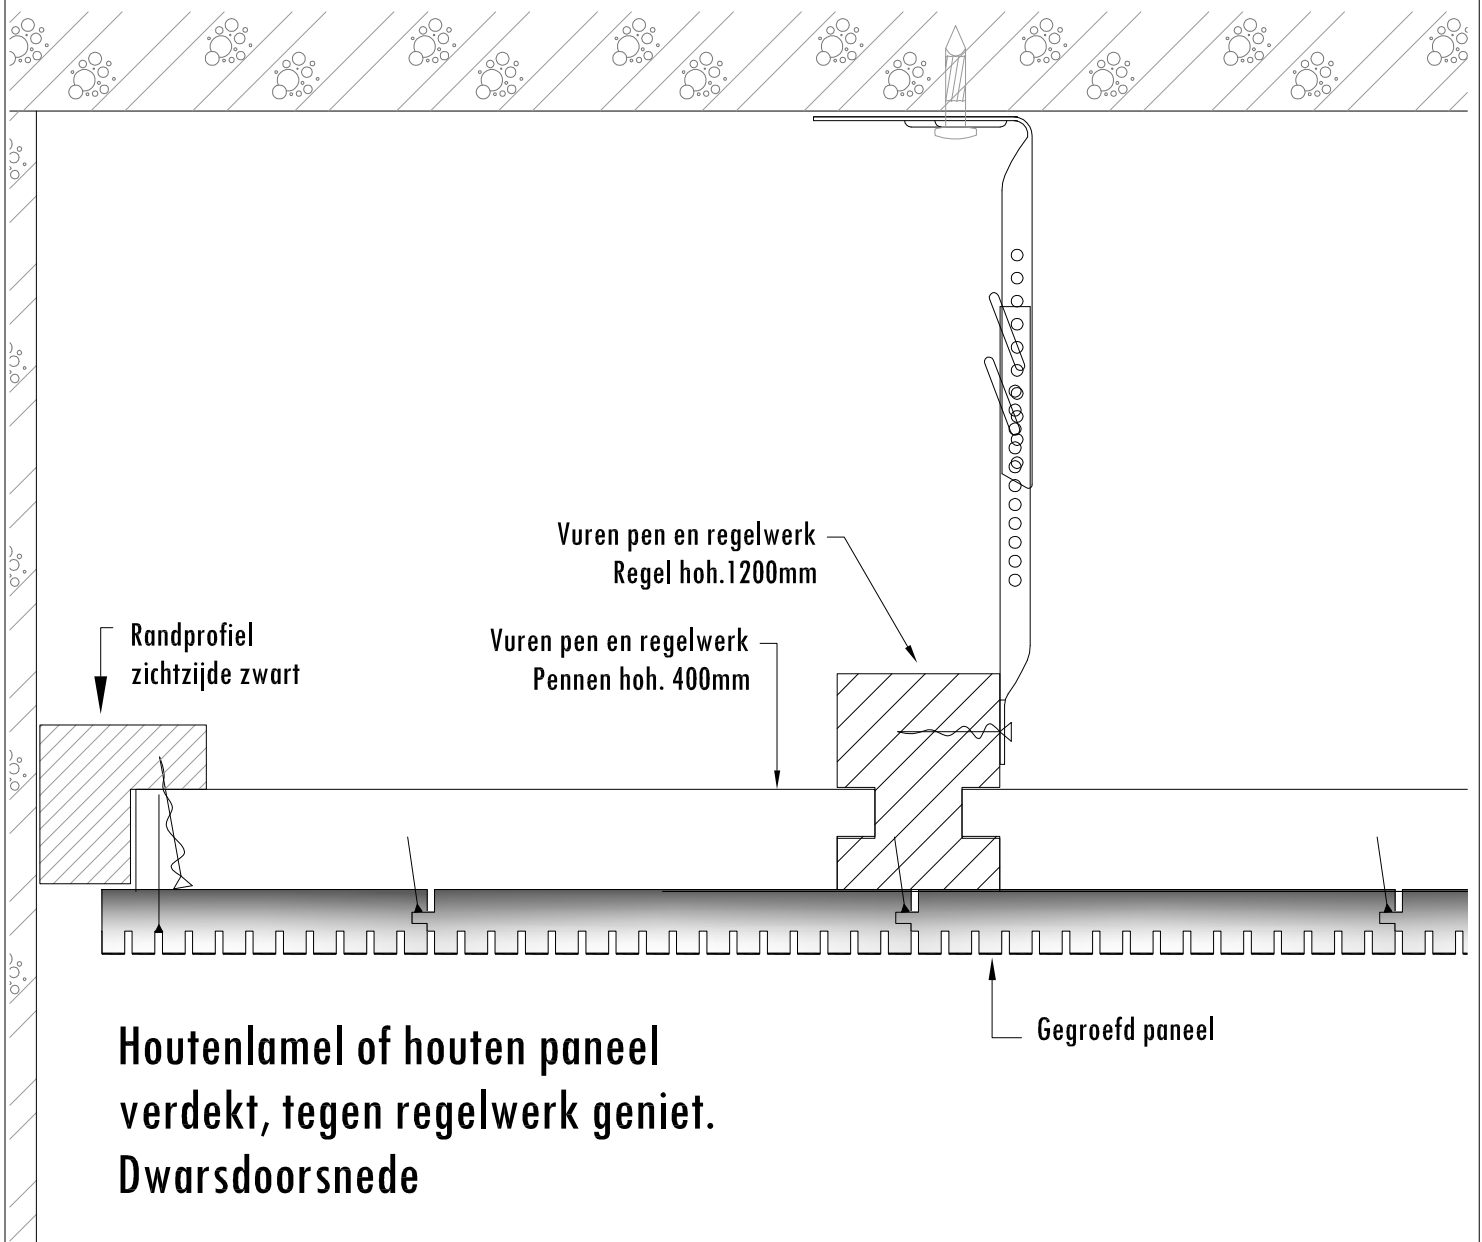 Vuren pen en regelwerk
Regel hoh.1200mm
Randprofiel
zichtzijde zwart
Vuren pen en regelwerk
Pennen hoh. 400mm
Gegroefd paneel
Houtenlamel of houten paneel
verdekt, tegen regelwerk geniet.
Dwarsdoorsnede